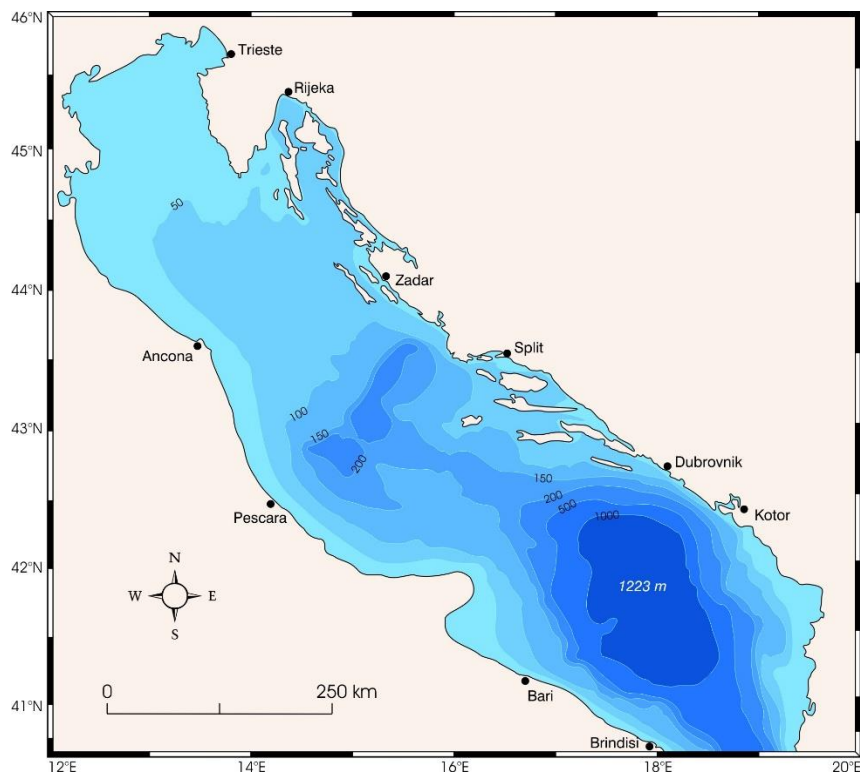 46°N
Trieste
Rijeka
45°N
50
44°N
Zadar
Ancona
Split
100
43°N
150
200
Dubrovnik
150
200
500
1000
Kotor
Pescara
42°N
N
W
E
S
1223 m
0
250 km
41°N
Bari
Brindisi
12°E
14°E
16°E
18°E
20°E